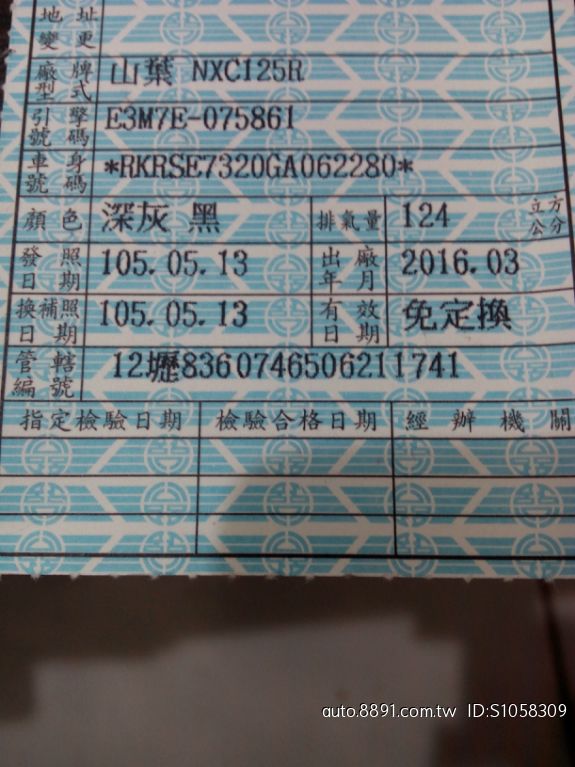 地址
變更
廠牌型式 山葉 NXC125R
引擎號碼 E3M7E-075861
車身號碼 *RKRSE7320GA062280*
顏色 深灰 黑 排氣量 124 立方公分
發照日期 105.05.13 出廠年月 2016.03
換補照日期 105.05.13 有效日期 免定換
管轄編號 12壢8360746506211741
指定檢驗日期 檢驗合格日期 經辦機關
auto.8891.com.tw ID:S1058309